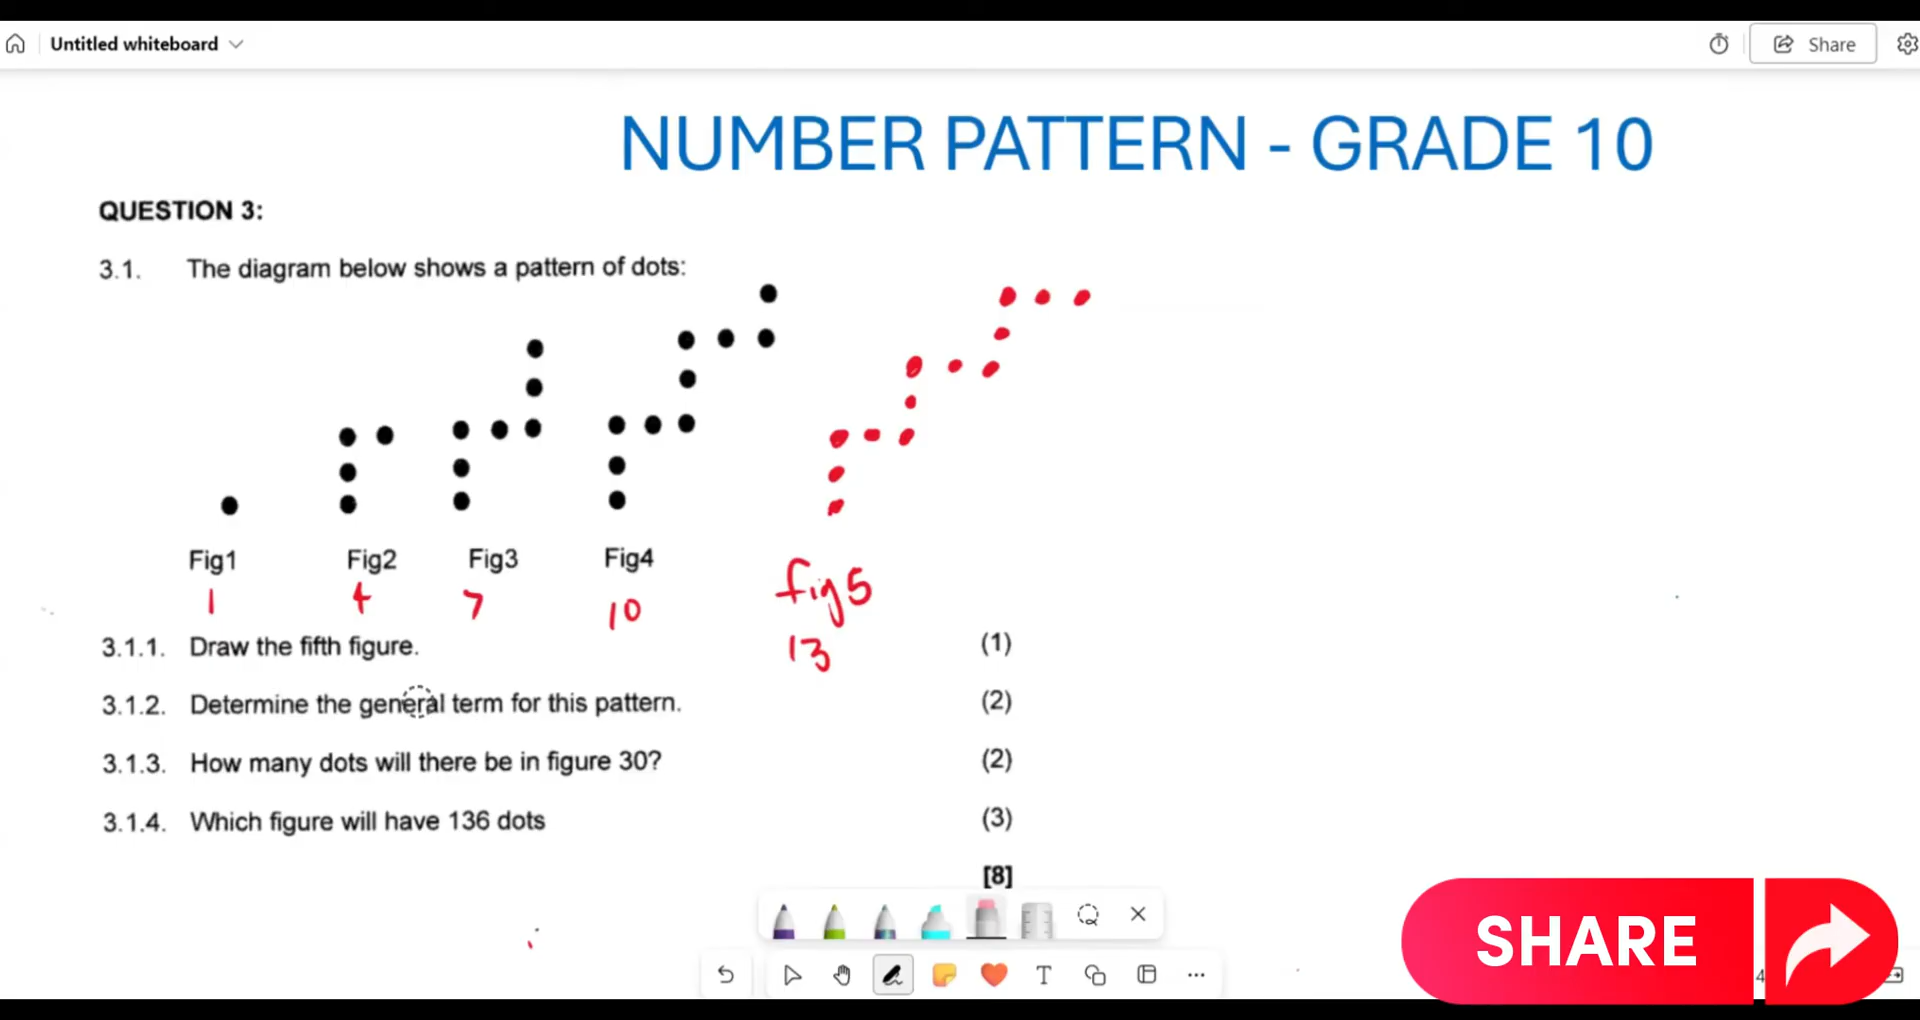 Untitled whiteboard
Share
NUMBER PATTERN - GRADE 10
QUESTION 3:
3.1. The diagram below shows a pattern of dots:
Fig1 Fig2 Fig3 Fig4 fig5
1 4 7 10 13
3.1.1. Draw the fifth figure. (1)
3.1.2. Determine the general term for this pattern. (2)
3.1.3. How many dots will there be in figure 30? (2)
3.1.4. Which figure will have 136 dots (3)
[8]
SHARE